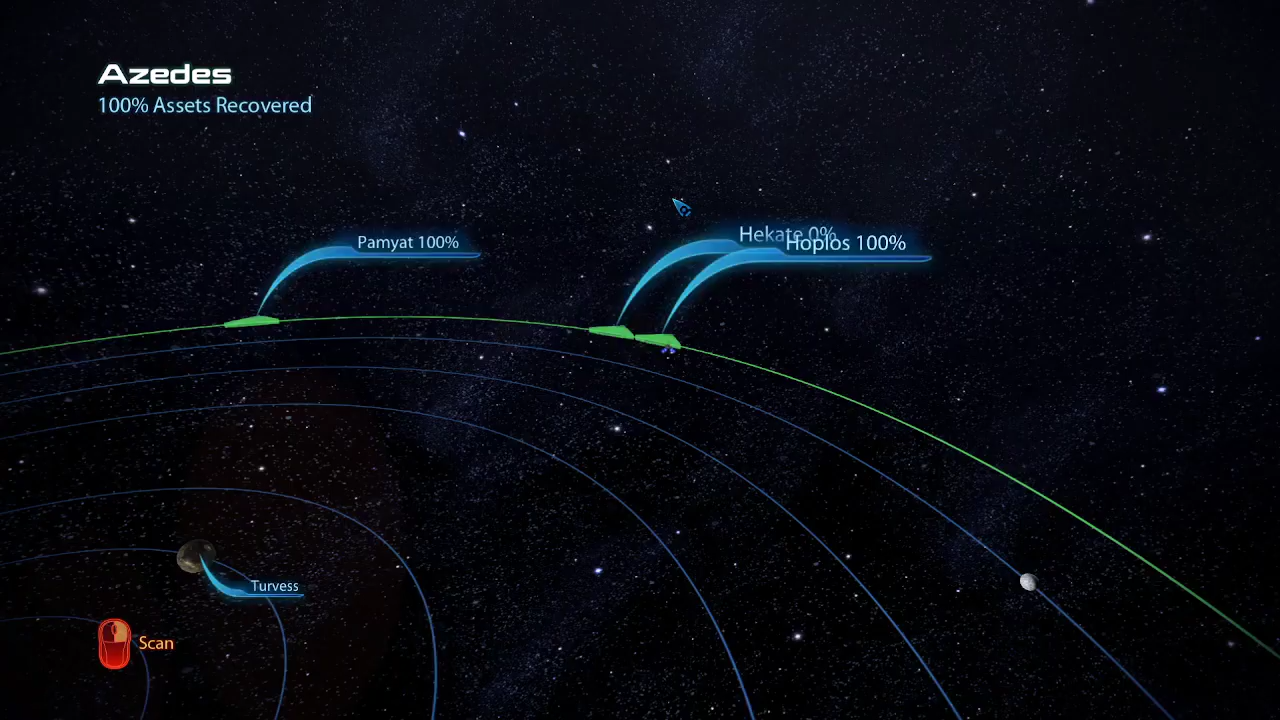 Azedes
100% Assets Recovered
Pamyat 100%
Hekate 0%
Hoplos 100%
Turvess
Scan